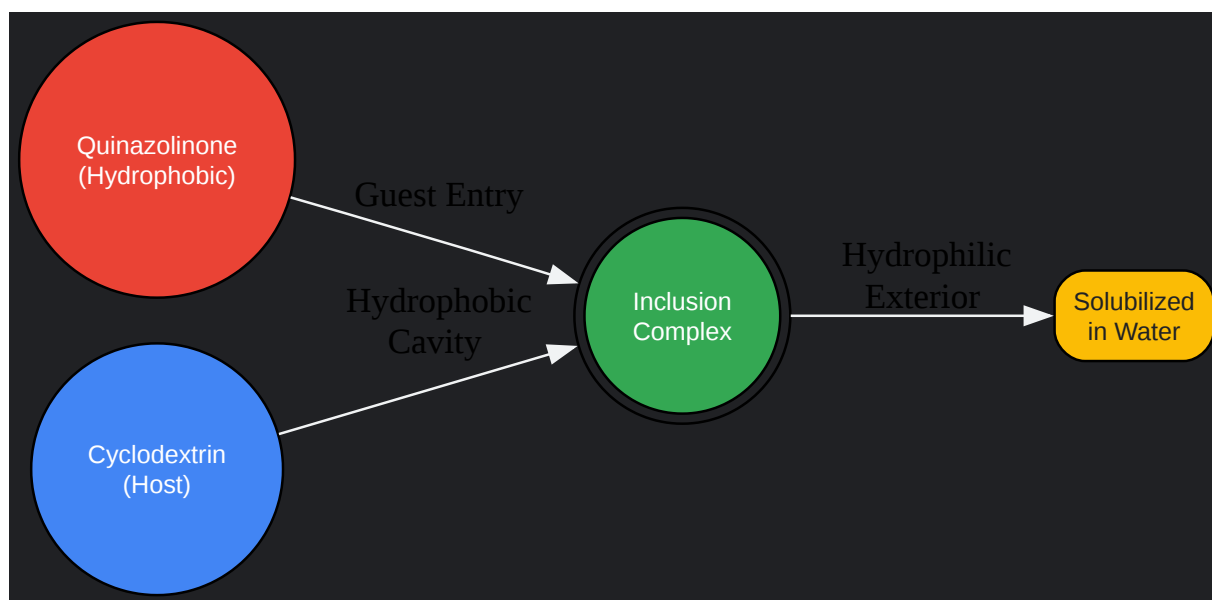 Quinazolinone
(Hydrophobic)
Guest Entry
Hydrophobic
Cavity
Cyclodextrin
(Host)
Inclusion
Complex
Hydrophilic
Exterior
Solubilized
in Water